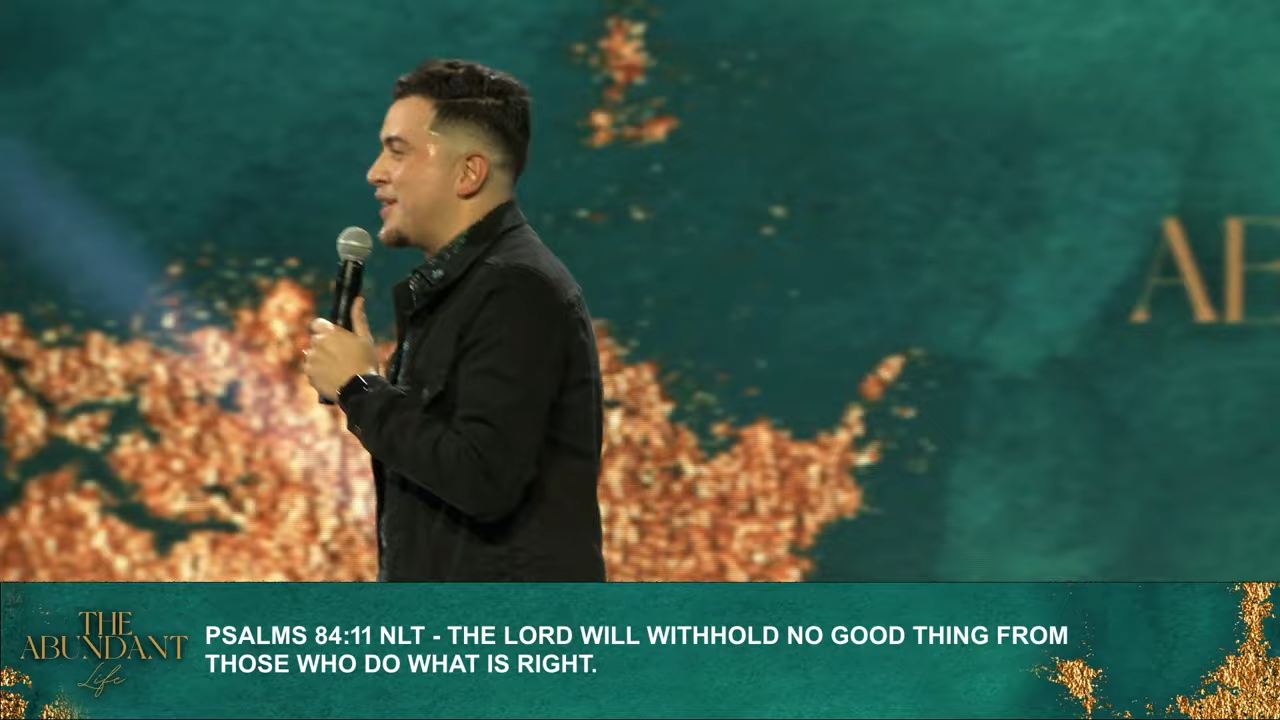 AB
THE
ABUNDANT
Life
PSALMS 84:11 NLT - THE LORD WILL WITHHOLD NO GOOD THING FROM
THOSE WHO DO WHAT IS RIGHT.